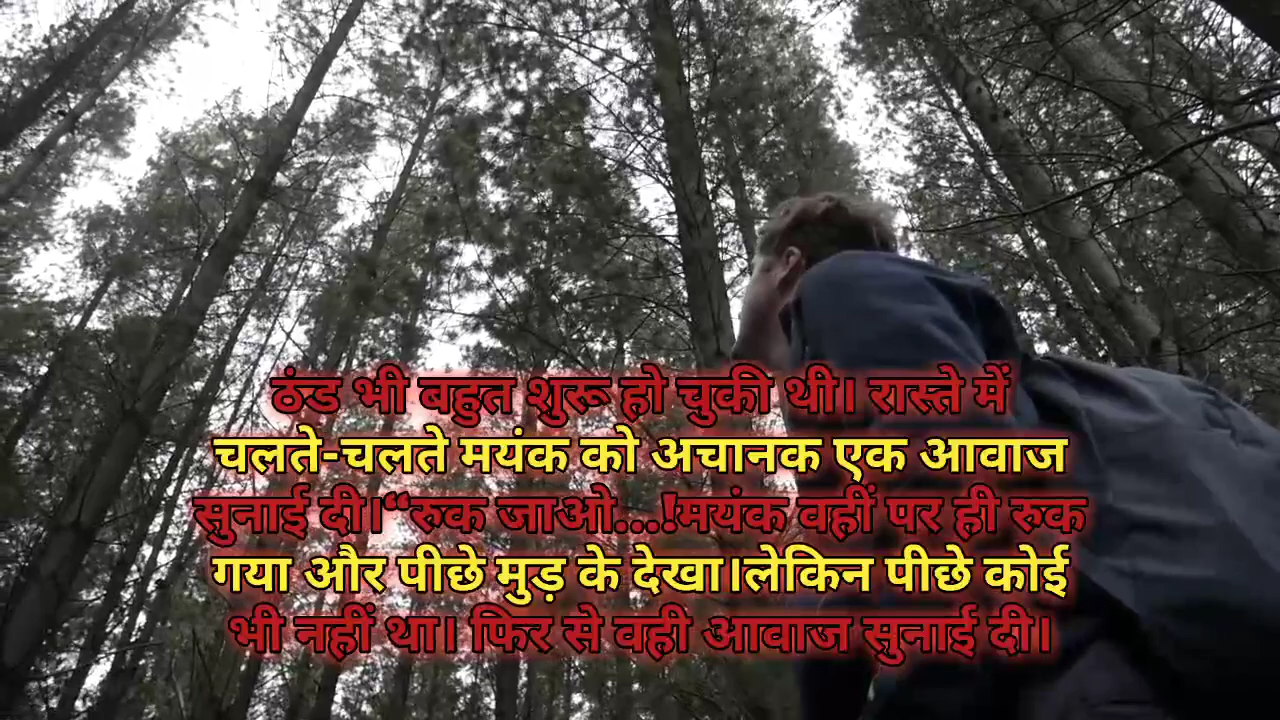 ठंड भी बहुत शुरू हो चुकी थी। रास्ते में
चलते-चलते मयंक को अचानक एक आवाज
सुनाई दी।“रुक जाओ...!मयंक वहीं पर ही रुक
गया और पीछे मुड़ के देखा।लेकिन पीछे कोई
भी नहीं था। फिर से वही आवाज सुनाई दी।